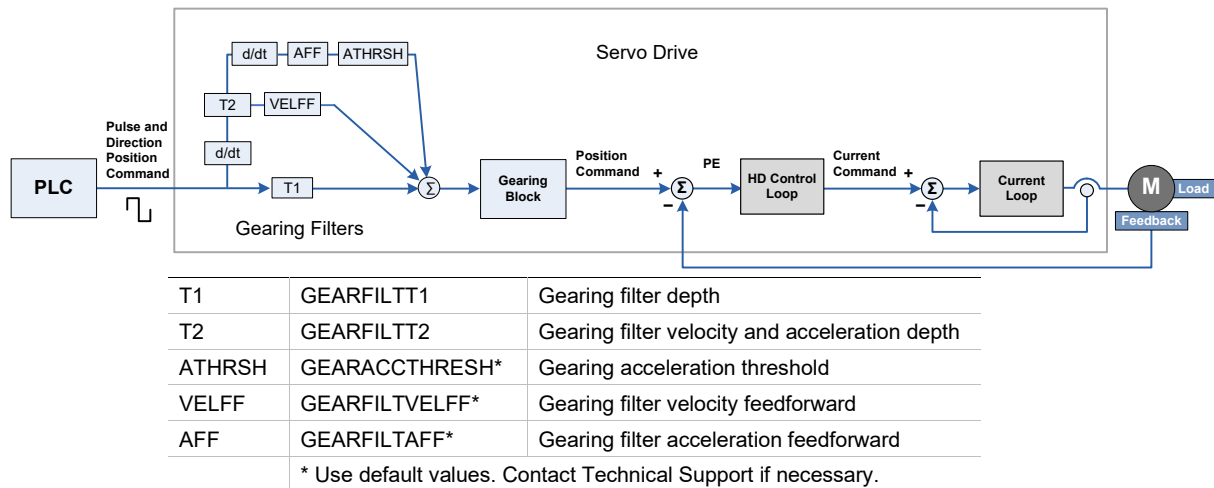 Servo Drive
d/dt
AFF
ATHRSH
T2
VELFF
Pulse and
Direction
Position
Command
d/dt
PLC
T1
Σ
Gearing
Block
Position
Command
+
−
Σ
PE
HD Control
Loop
Current
Command
+
−
Σ
Current
Loop
M
Load
Feedback
Gearing Filters
T1 GEARFILTT1 Gearing filter depth
T2 GEARFILTT2 Gearing filter velocity and acceleration depth
ATHRSH GEARACCTHRESH* Gearing acceleration threshold
VELFF GEARFILTVELFF* Gearing filter velocity feedforward
AFF GEARFILTAFF* Gearing filter acceleration feedforward
* Use default values. Contact Technical Support if necessary.